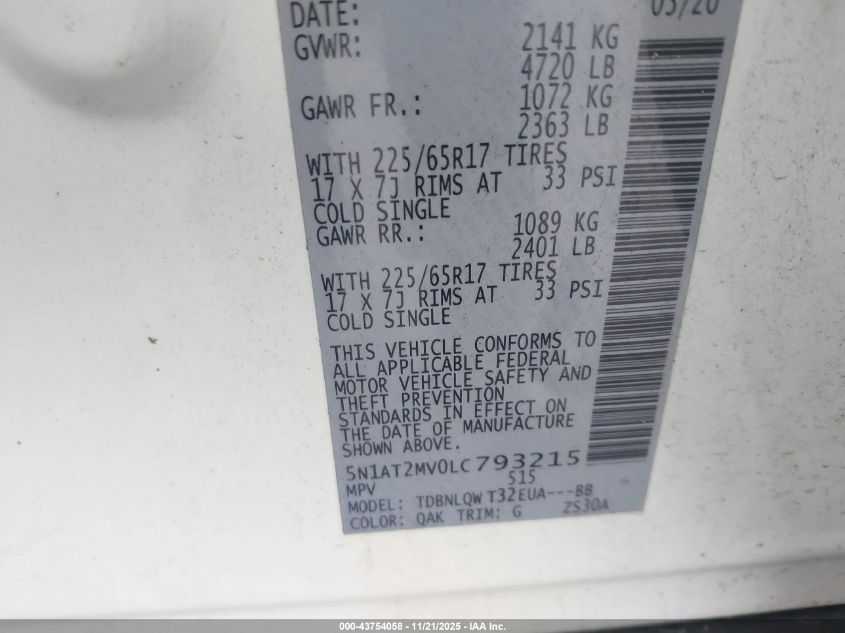 DATE: 05/20
GVWR: 2141 KG
4720 LB
GAWR FR.: 1072 KG
2363 LB
WITH 225/65R17 TIRES
17 X 7J RIMS AT 33 PSI
COLD SINGLE
GAWR RR.: 1089 KG
2401 LB
WITH 225/65R17 TIRES
17 X 7J RIMS AT 33 PSI
COLD SINGLE
THIS VEHICLE CONFORMS TO
ALL APPLICABLE FEDERAL
MOTOR VEHICLE SAFETY AND
THEFT PREVENTION
STANDARDS IN EFFECT ON
THE DATE OF MANUFACTURE
SHOWN ABOVE.
5N1AT2MV0LC793215
MPV 515
MODEL: TDBNLQW T32EUA---BB
COLOR: QAK TRIM: G ZS30A
000-43754058 - 11/21/2025 - IAA Inc.